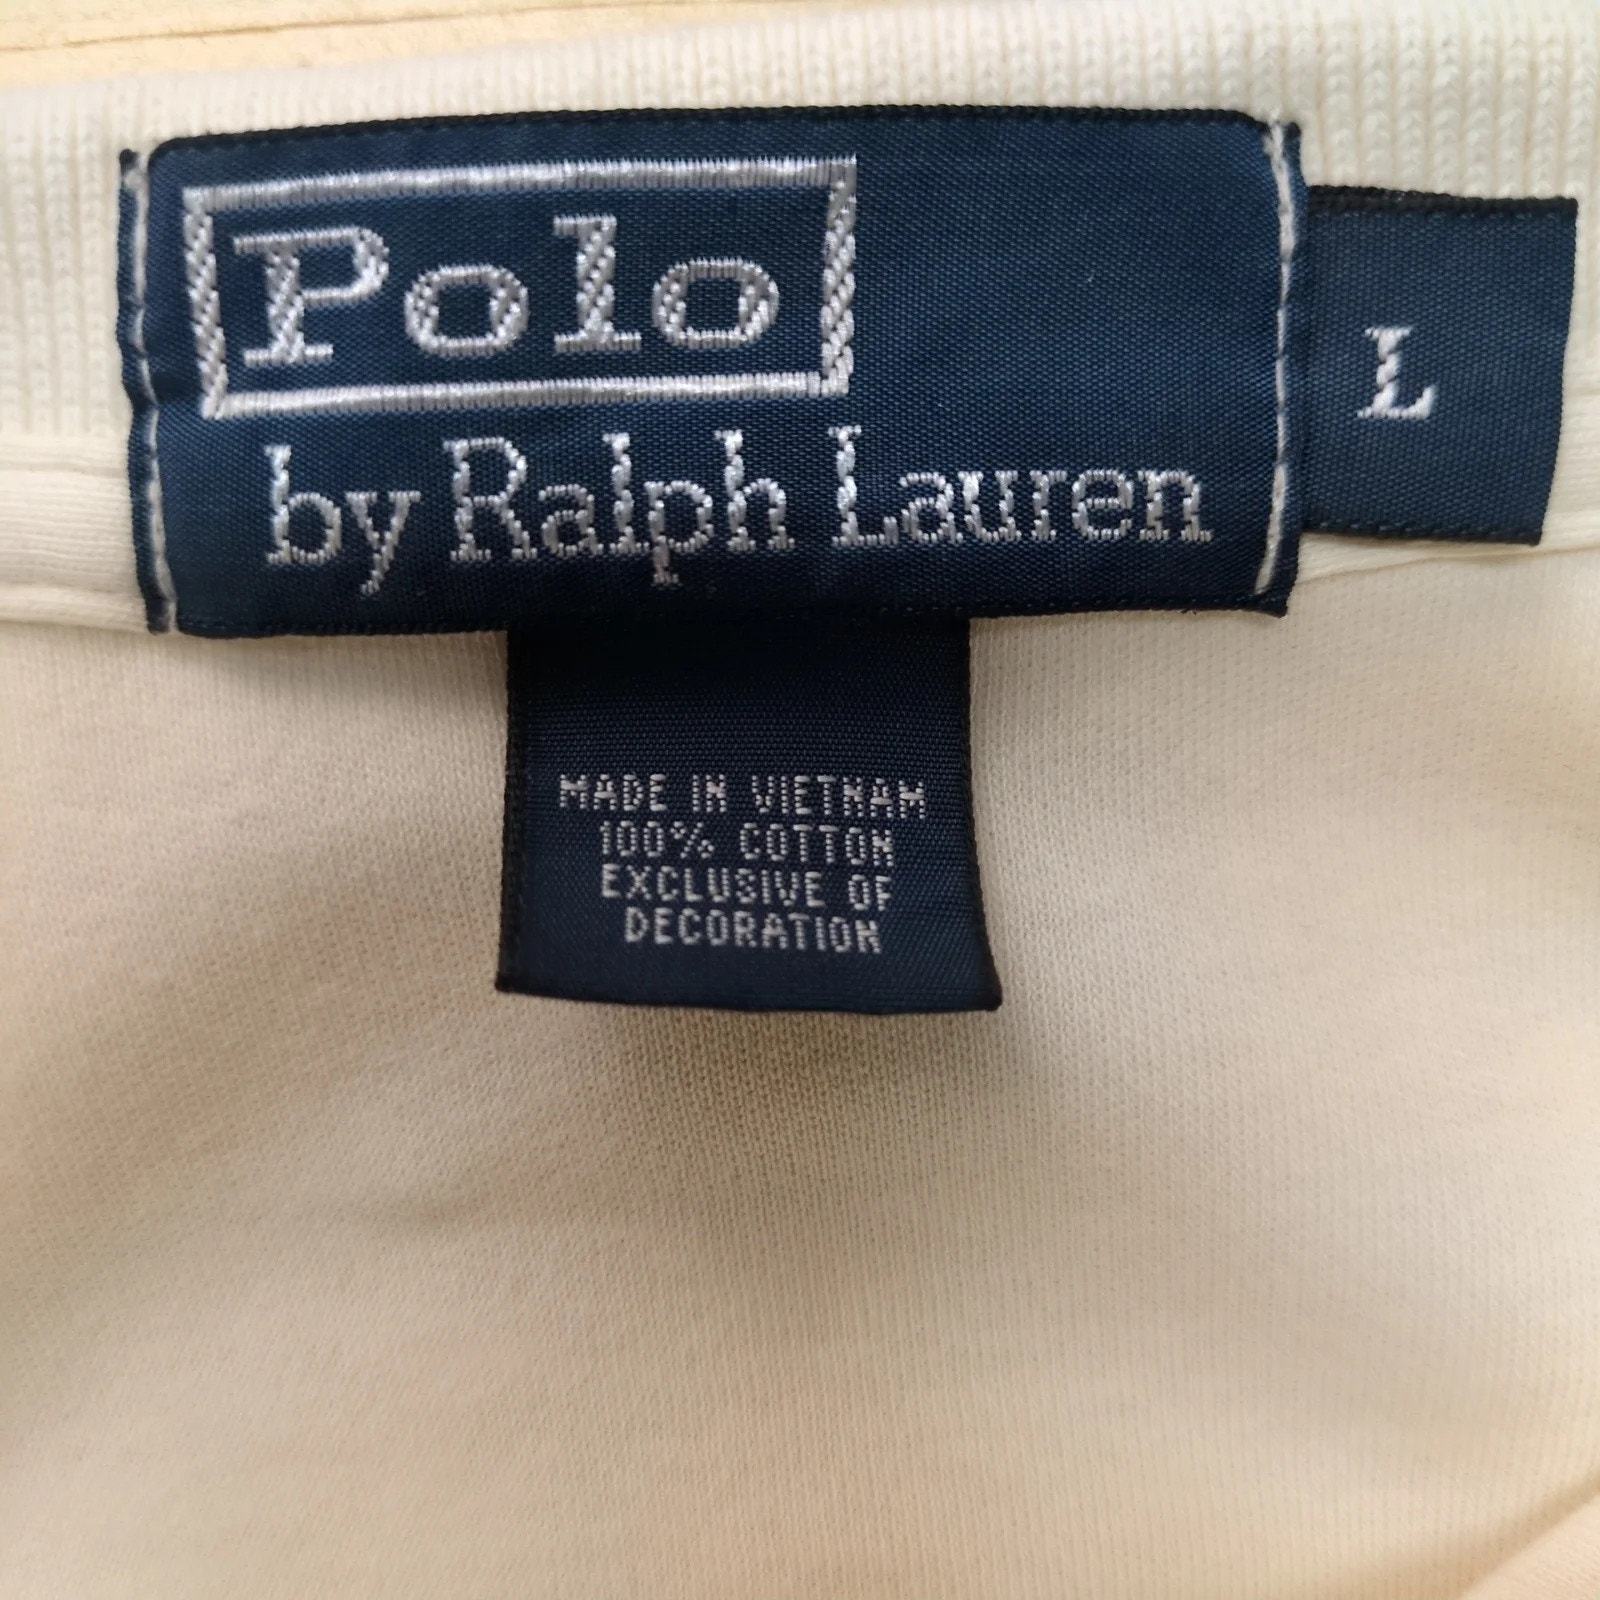 Polo
by Ralph Lauren
L
MADE IN VIETNAM
100% COTTON
EXCLUSIVE OF
DECORATION